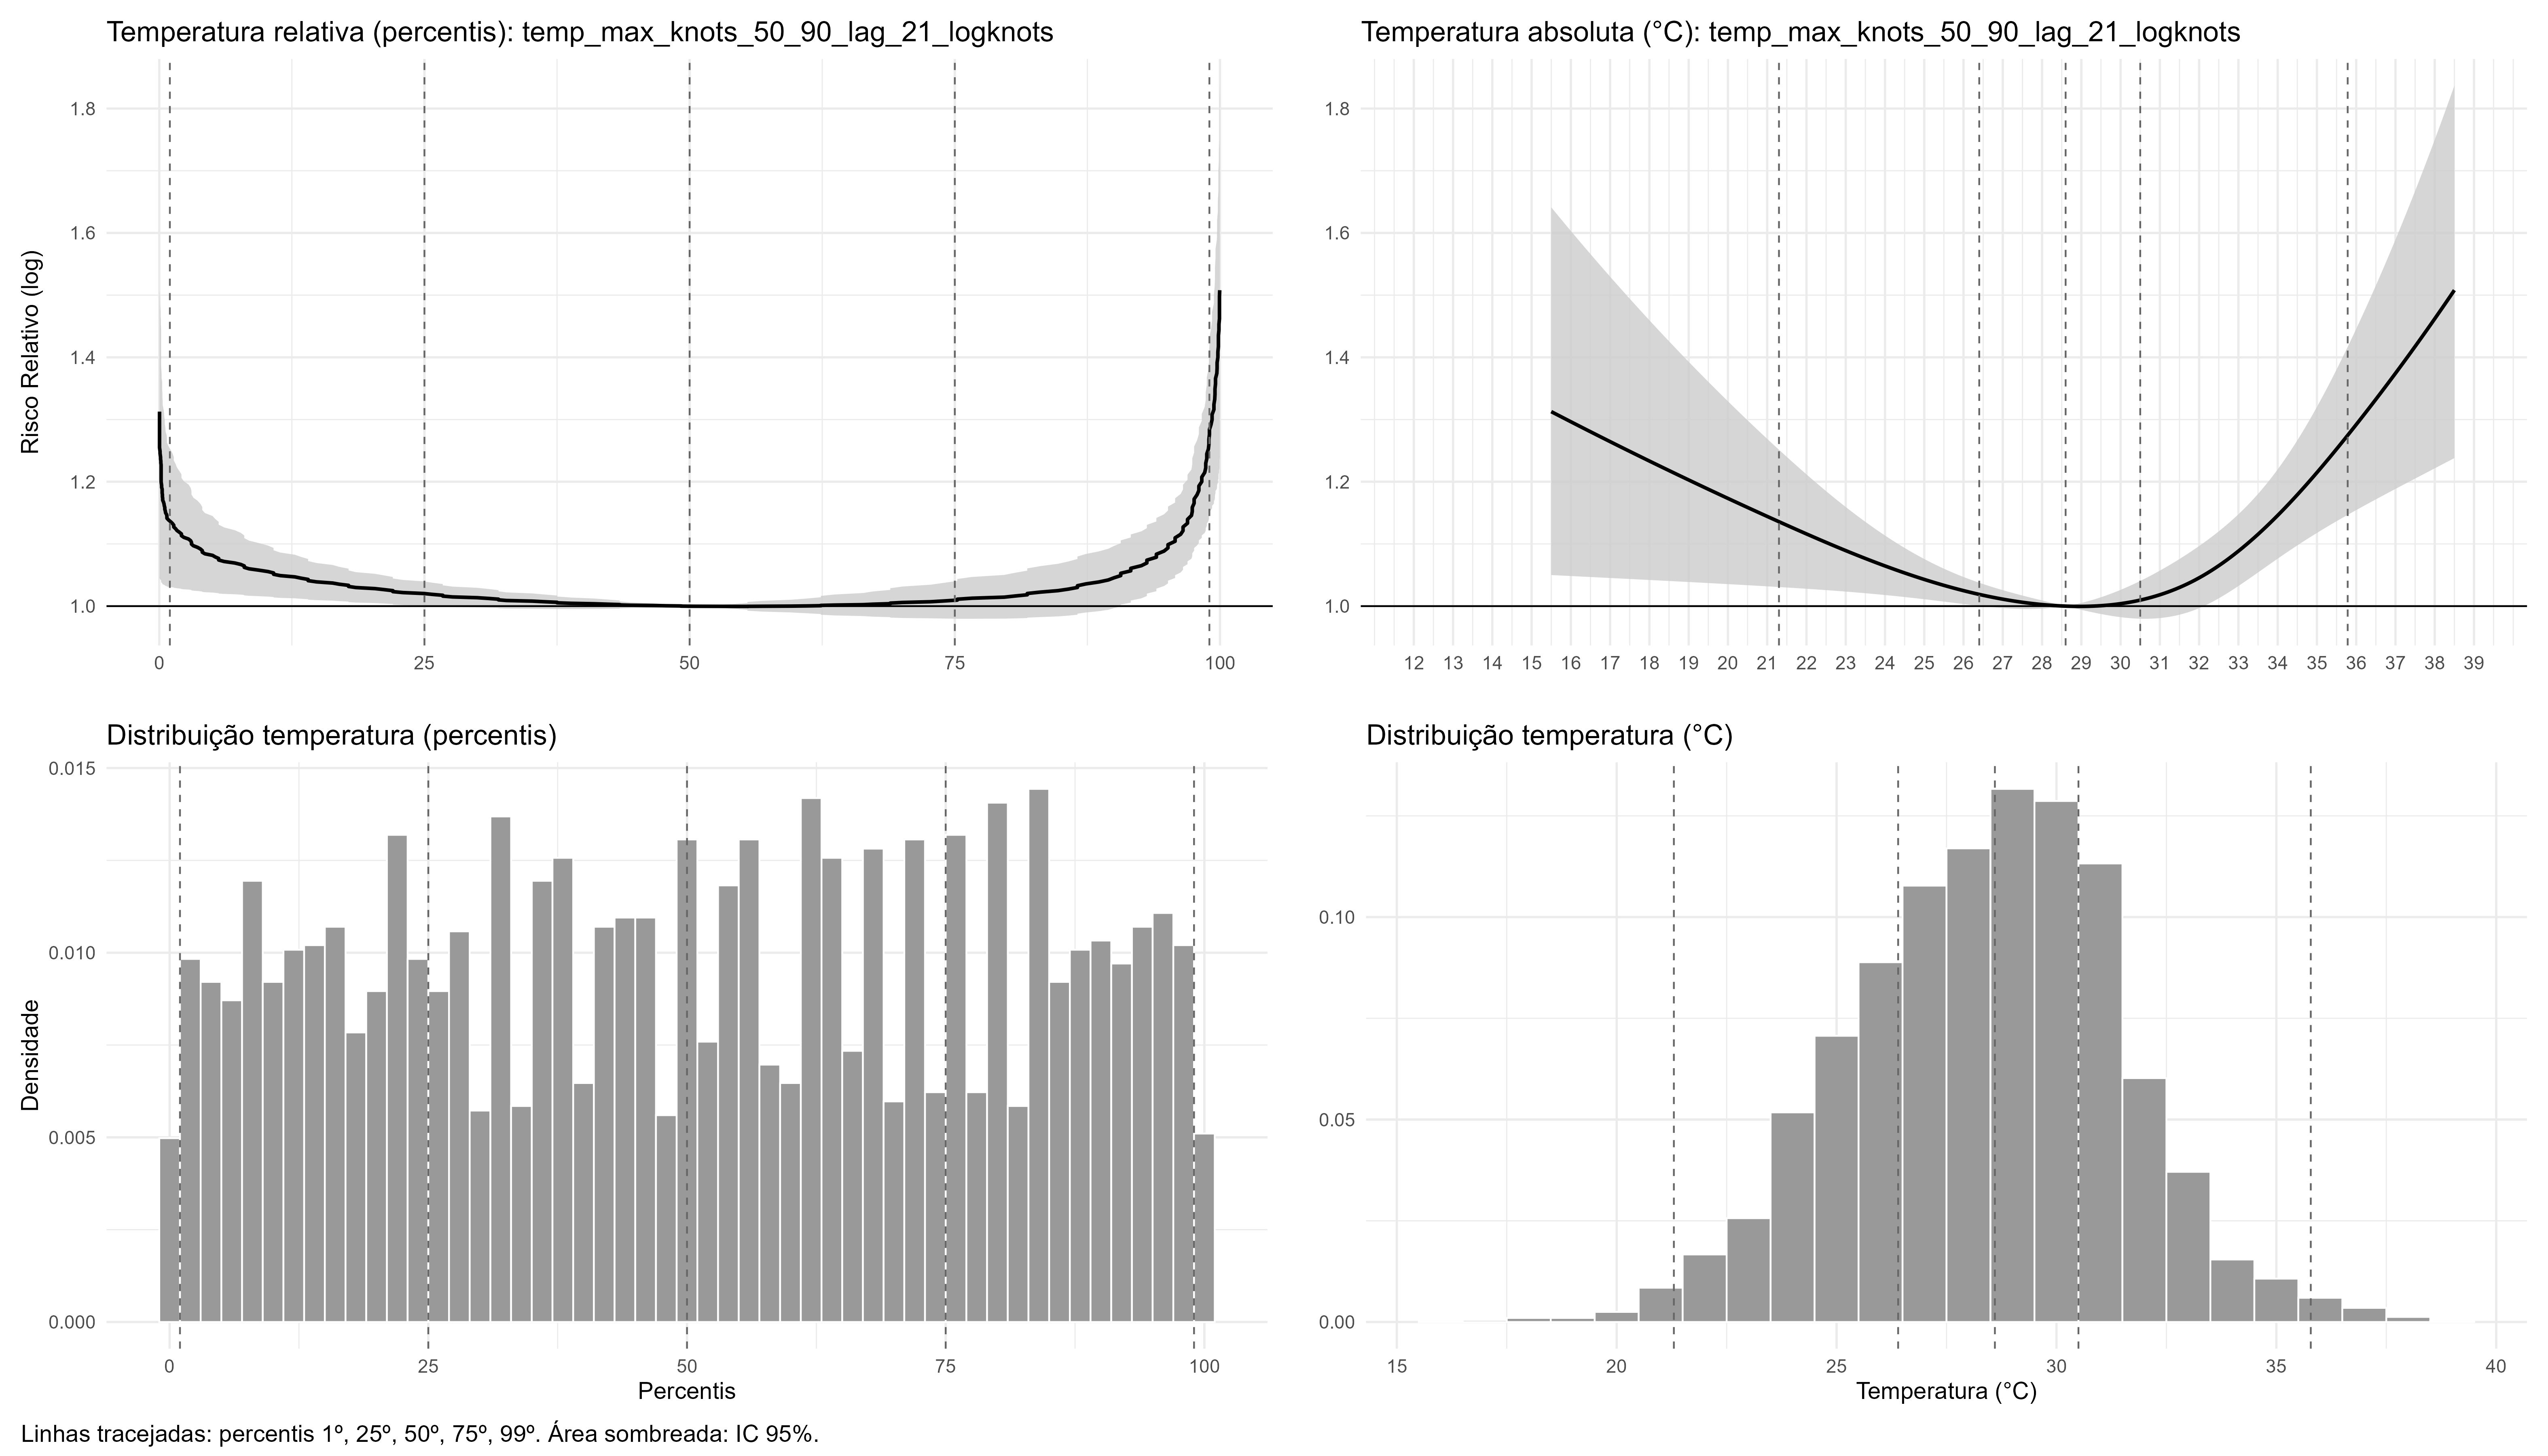 Temperatura relativa (percentis): temp_max_knots_50_90_lag_21_logknots
Risco Relativo (log)
1.8
1.6
1.4
1.2
1.0
0 25 50 75 100
Temperatura absoluta (°C): temp_max_knots_50_90_lag_21_logknots
1.8
1.6
1.4
1.2
1.0
12 13 14 15 16 17 18 19 20 21 22 23 24 25 26 27 28 29 30 31 32 33 34 35 36 37 38 39
Distribuição temperatura (percentis)
Densidade
0.015
0.010
0.005
0.000
0 25 50 75 100
Percentis
Distribuição temperatura (°C)
0.10
0.05
0.00
15 20 25 30 35 40
Temperatura (°C)
Linhas tracejadas: percentis 1º, 25º, 50º, 75º, 99º. Área sombreada: IC 95%.